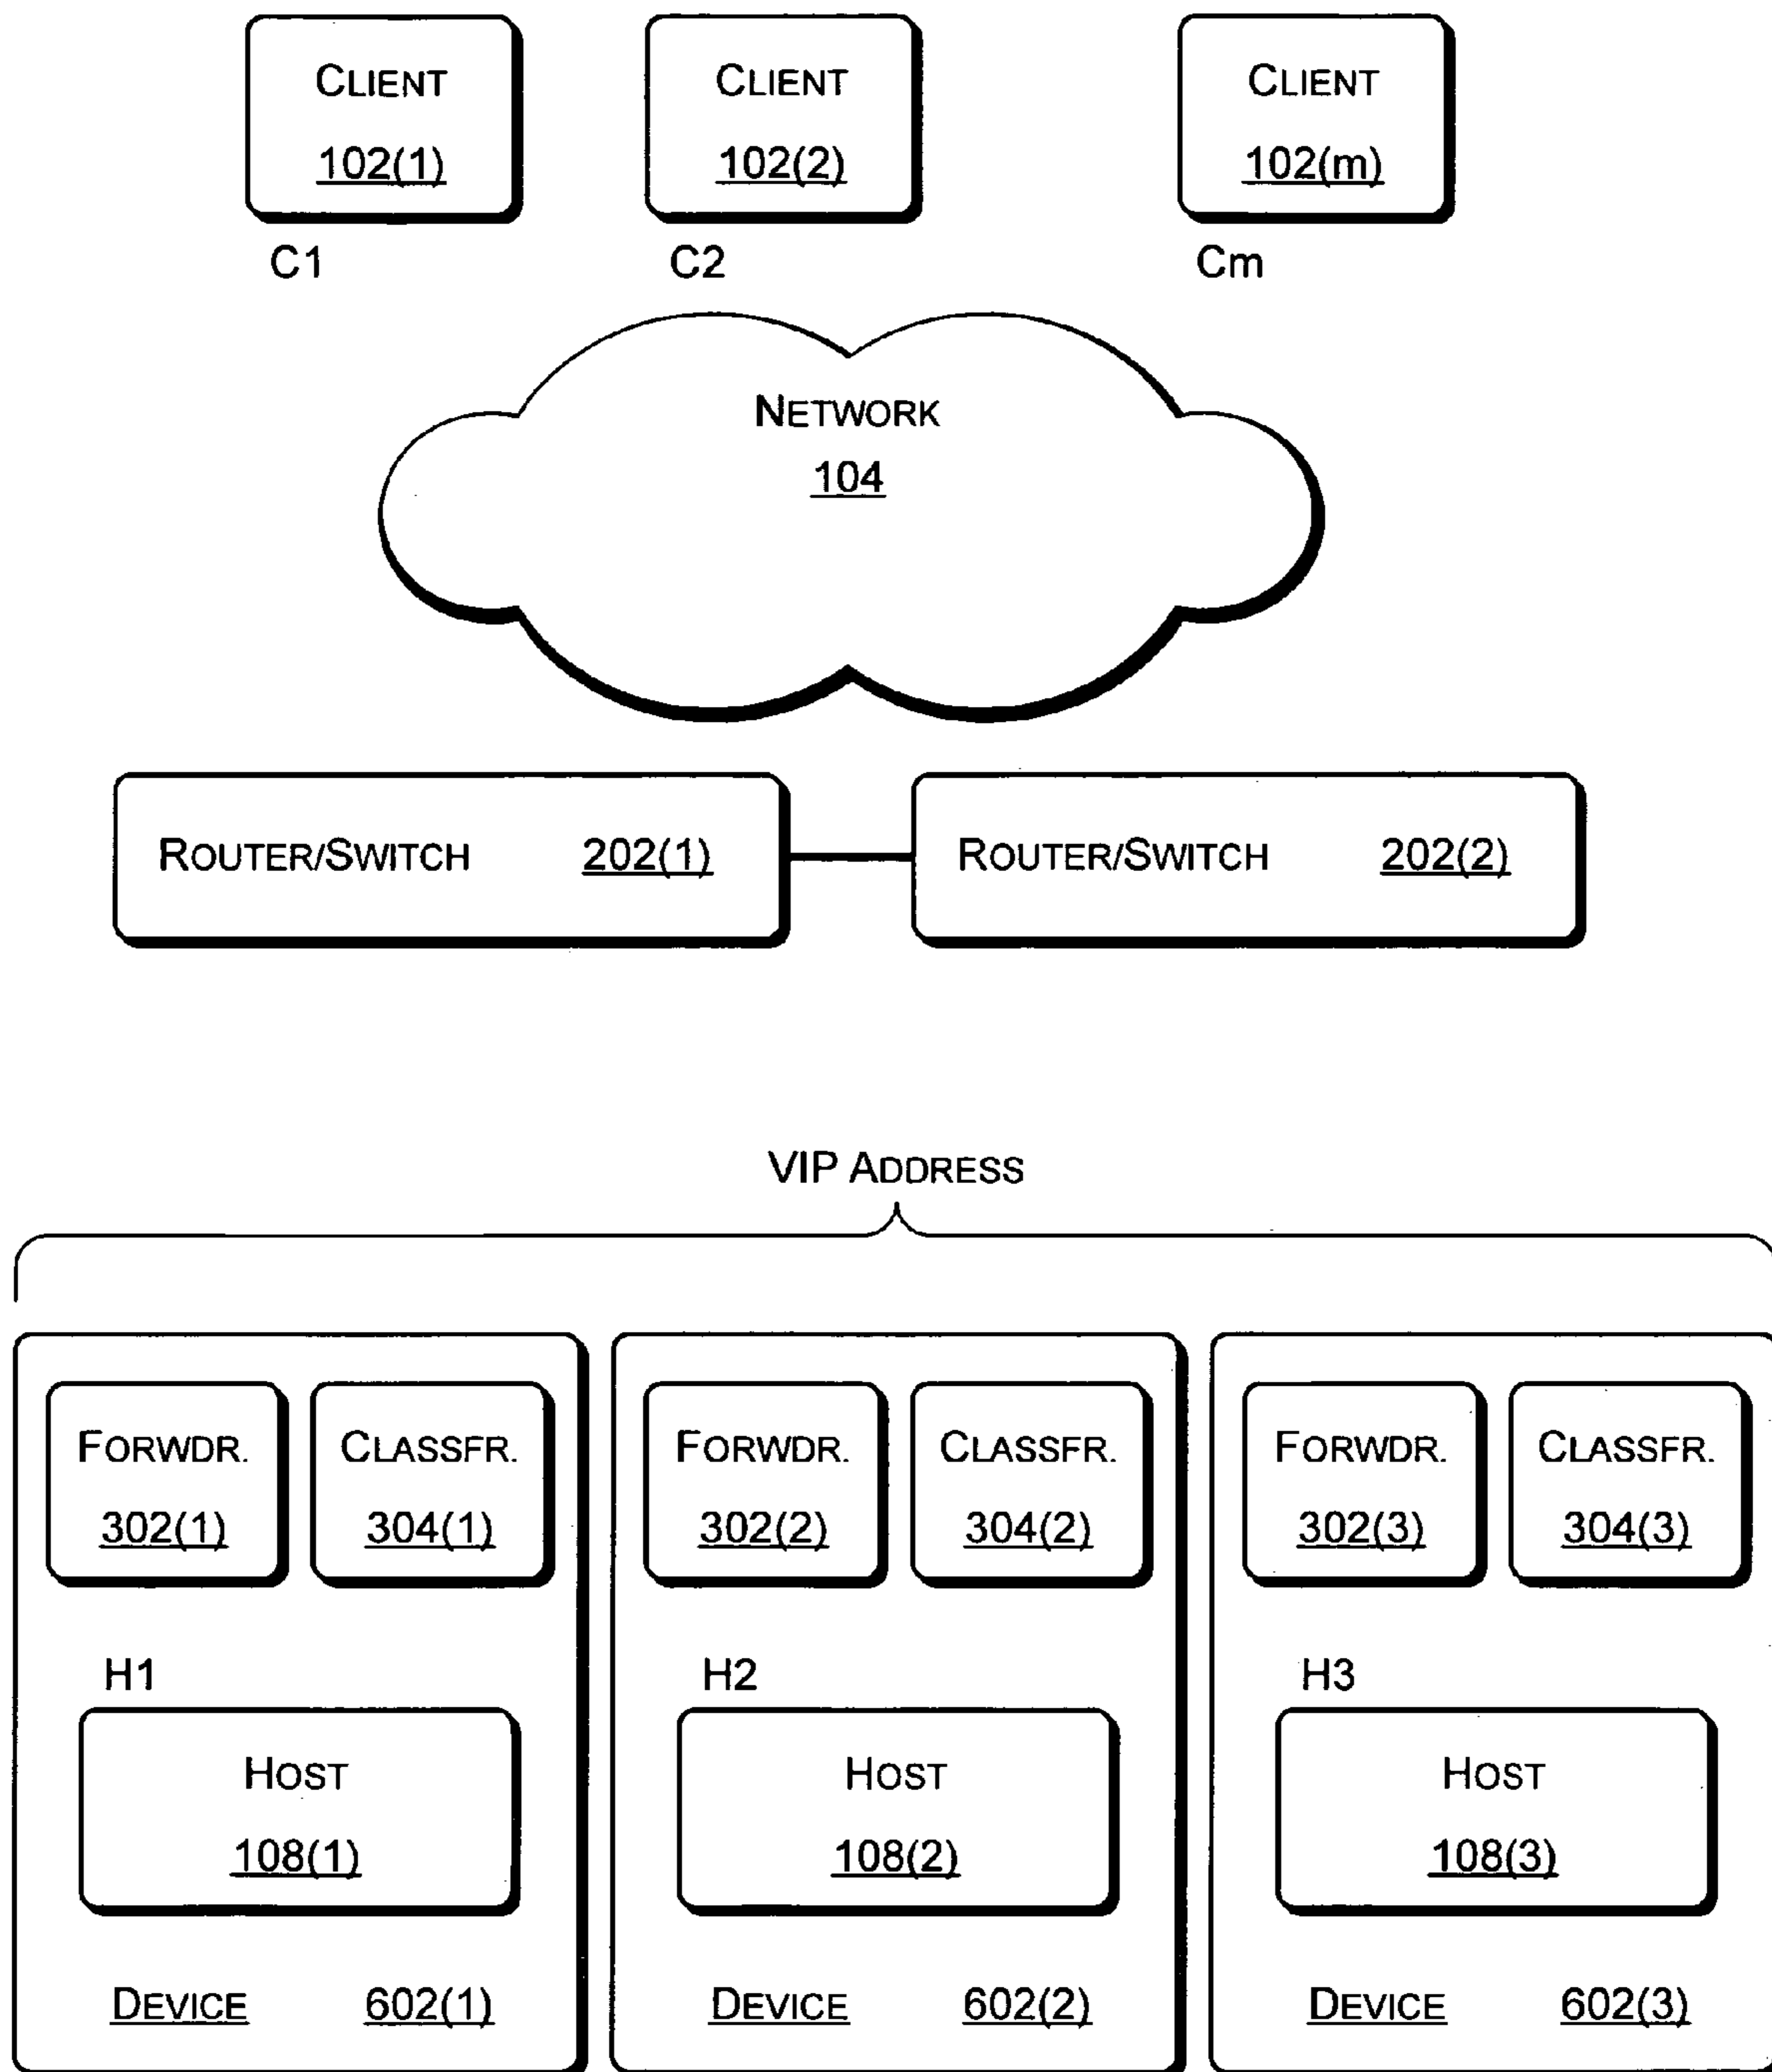 CLIENT
102(1)
CLIENT
102(2)
CLIENT
102(m)
C1
C2
Cm
NETWORK
104
ROUTER/SWITCH 202(1)
ROUTER/SWITCH 202(2)
VIP ADDRESS
FORWDR.
302(1)
CLASSFR.
304(1)
H1
HOST
108(1)
DEVICE 602(1)
FORWDR.
302(2)
CLASSFR.
304(2)
H2
HOST
108(2)
DEVICE 602(2)
FORWDR.
302(3)
CLASSFR.
304(3)
H3
HOST
108(3)
DEVICE 602(3)